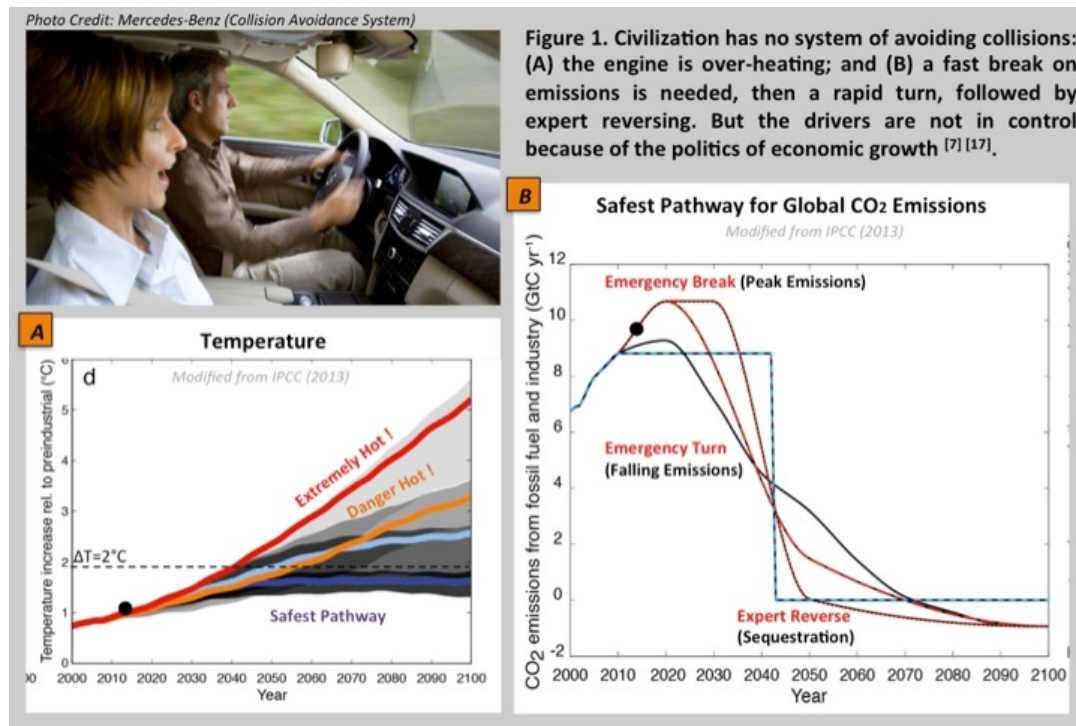 Photo Credit: Mercedes-Benz (Collision Avoidance System)
Figure 1. Civilization has no system of avoiding collisions:
(A) the engine is over-heating; and (B) a fast break on
emissions is needed, then a rapid turn, followed by
expert reversing. But the drivers are not in control
because of the politics of economic growth [7] [17].
A
Temperature
Modified from IPCC (2013)
d
Temperature increase rel. to preindustrial (°C)
6
5
4
3
2
1
0
Extremely Hot !
Danger Hot !
ΔT=2°C
Safest Pathway
00 2000 2010 2020 2030 2040 2050 2060 2070 2080 2090 2100
Year
B
Safest Pathway for Global CO2 Emissions
Modified from IPCC (2013)
CO2 emissions from fossil fuel and industry (GtC yr-1)
12
10
8
6
4
2
0
-2
Emergency Break (Peak Emissions)
Emergency Turn
(Falling Emissions)
Expert Reverse
(Sequestration)
2000 2010 2020 2030 2040 2050 2060 2070 2080 2090 2100
Year